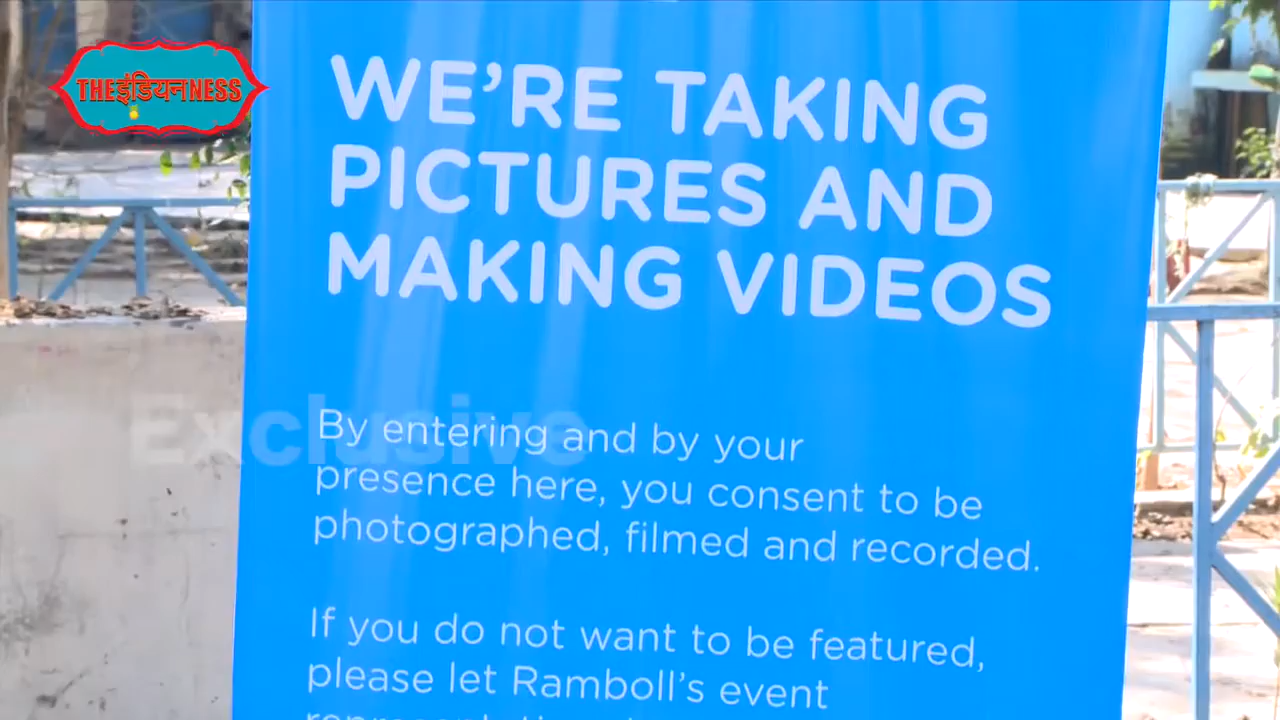 THEइंडियनNESS
WE'RE TAKING
PICTURES AND
MAKING VIDEOS
Exclusive
By entering and by your
presence here, you consent to be
photographed, filmed and recorded.
If you do not want to be featured,
please let Ramboll's event